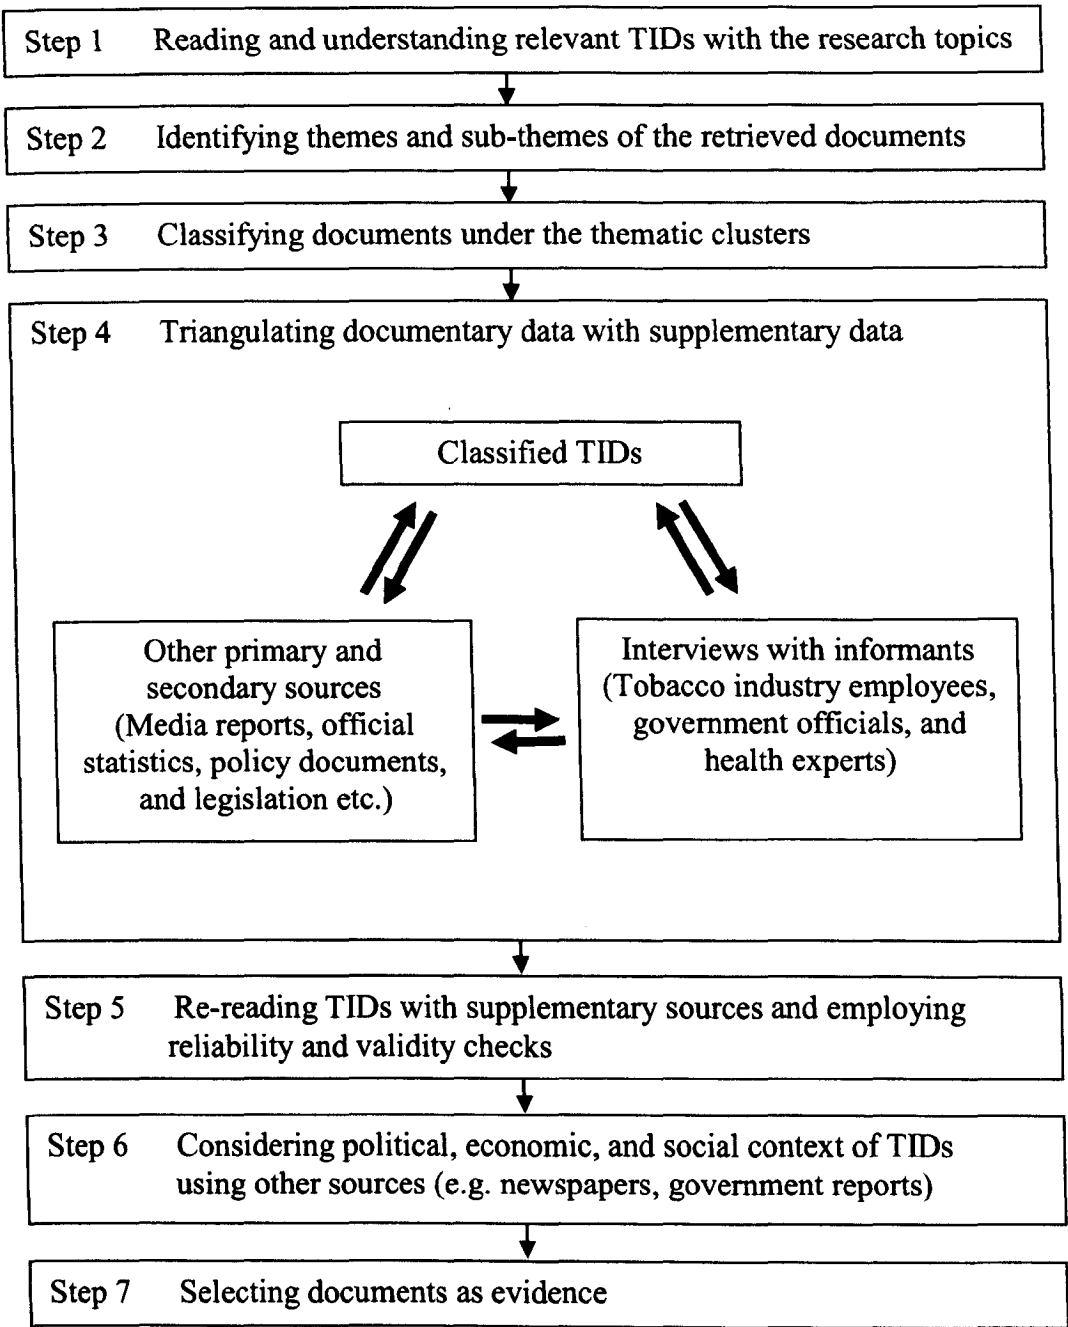 Step 1 Reading and understanding relevant TIDs with the research topics
Step 2 Identifying themes and sub-themes of the retrieved documents
Step 3 Classifying documents under the thematic clusters
Step 4 Triangulating documentary data with supplementary data
Classified TIDs
Other primary and
secondary sources
(Media reports, official
statistics, policy documents,
and legislation etc.)
Interviews with informants
(Tobacco industry employees,
government officials, and
health experts)
Step 5 Re-reading TIDs with supplementary sources and employing
reliability and validity checks
Step 6 Considering political, economic, and social context of TIDs
using other sources (e.g. newspapers, government reports)
Step 7 Selecting documents as evidence